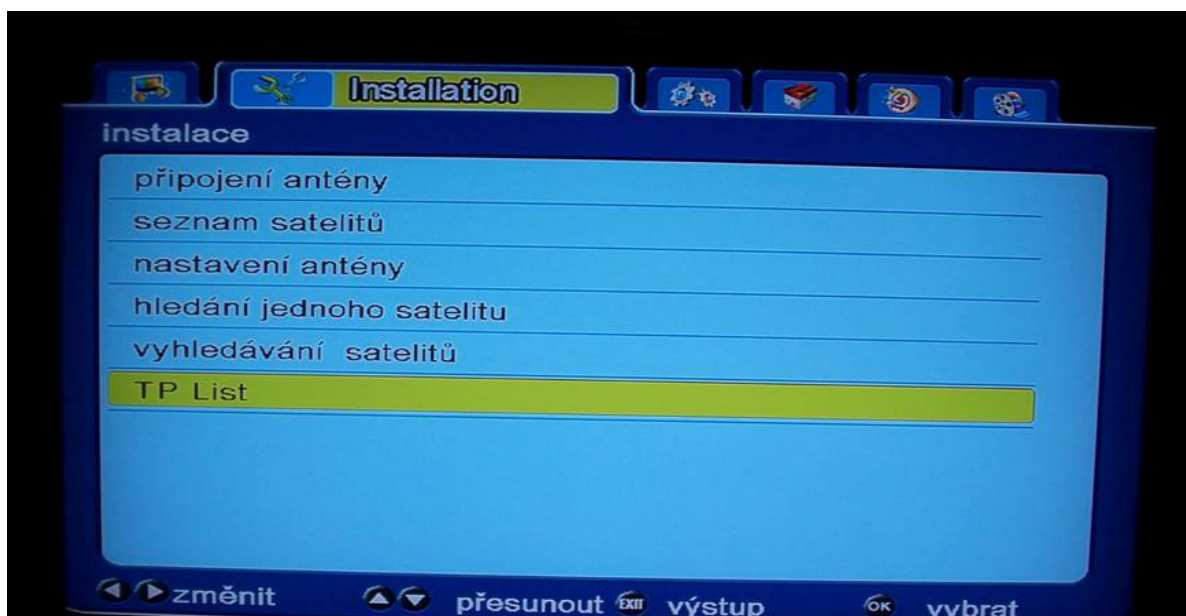 Installation
instalace
připojení antény
seznam satelitů
nastavení antény
hledání jednoho satelitu
vyhledávání satelitů
TP List
změnit přesunout EXIT výstup OK vybrat